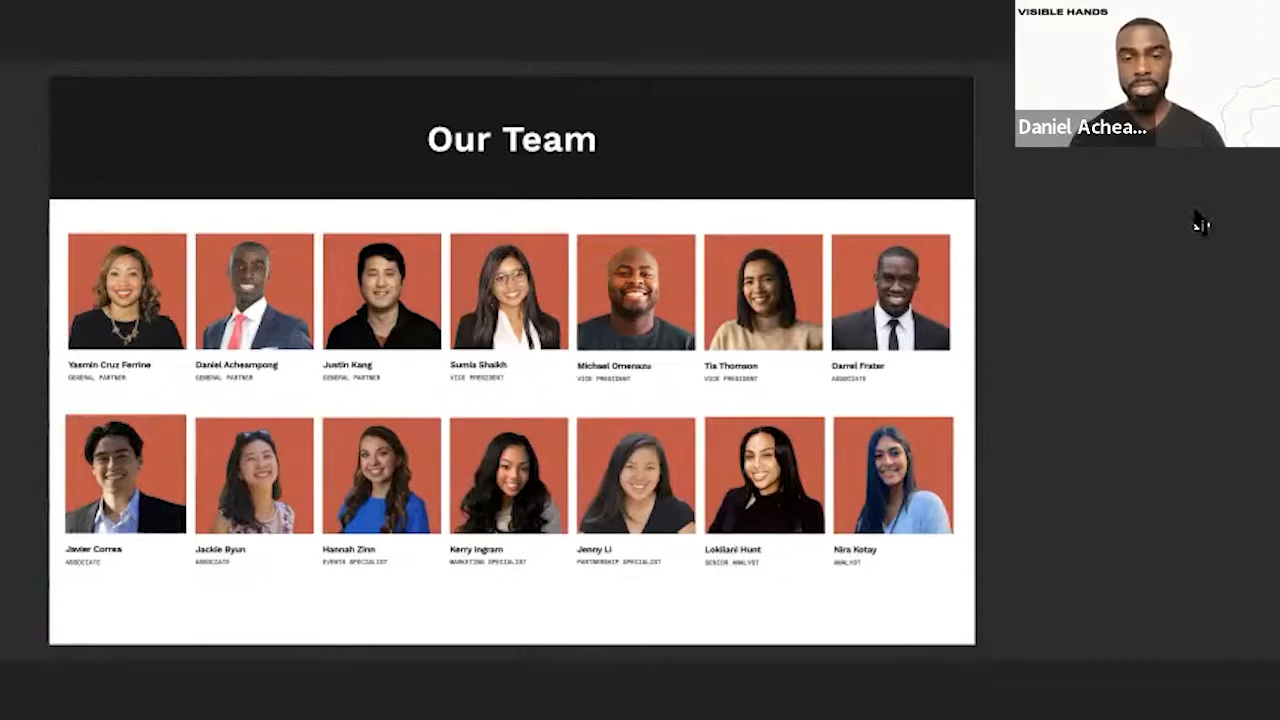 VISIBLE HANDS
Daniel Achea...
Our Team
Yasmin Cruz Ferrine
GENERAL PARTNER
Daniel Acheampong
GENERAL PARTNER
Justin Kang
GENERAL PARTNER
Sumia Shaikh
VICE PRESIDENT
Michael Omenazu
VICE PRESIDENT
Tia Thomson
VICE PRESIDENT
Darrel Frater
ASSOCIATE
Javier Correa
ASSOCIATE
Jackie Byun
ASSOCIATE
Hannah Zinn
EVENTS SPECIALIST
Kerry Ingram
MARKETING SPECIALIST
Jenny Li
PARTNERSHIP SPECIALIST
Lokilani Hunt
SENIOR ANALYST
Nira Kotay
ANALYST